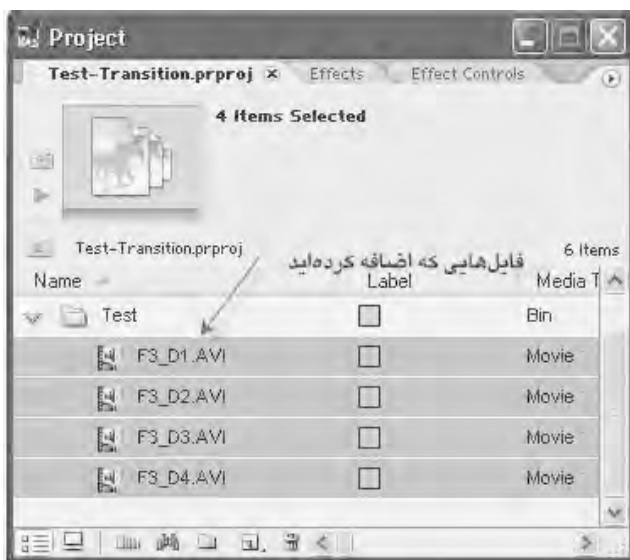 Project
Test-Transition.prproj × Effects Effect Controls
4 Items Selected
Test-Transition.prproj
6 Items
فایل‌هایی که اضافه کرده‌اید
Name Label Media T
Test Bin
F3_D1.AVI Movie
F3_D2.AVI Movie
F3_D3.AVI Movie
F3_D4.AVI Movie